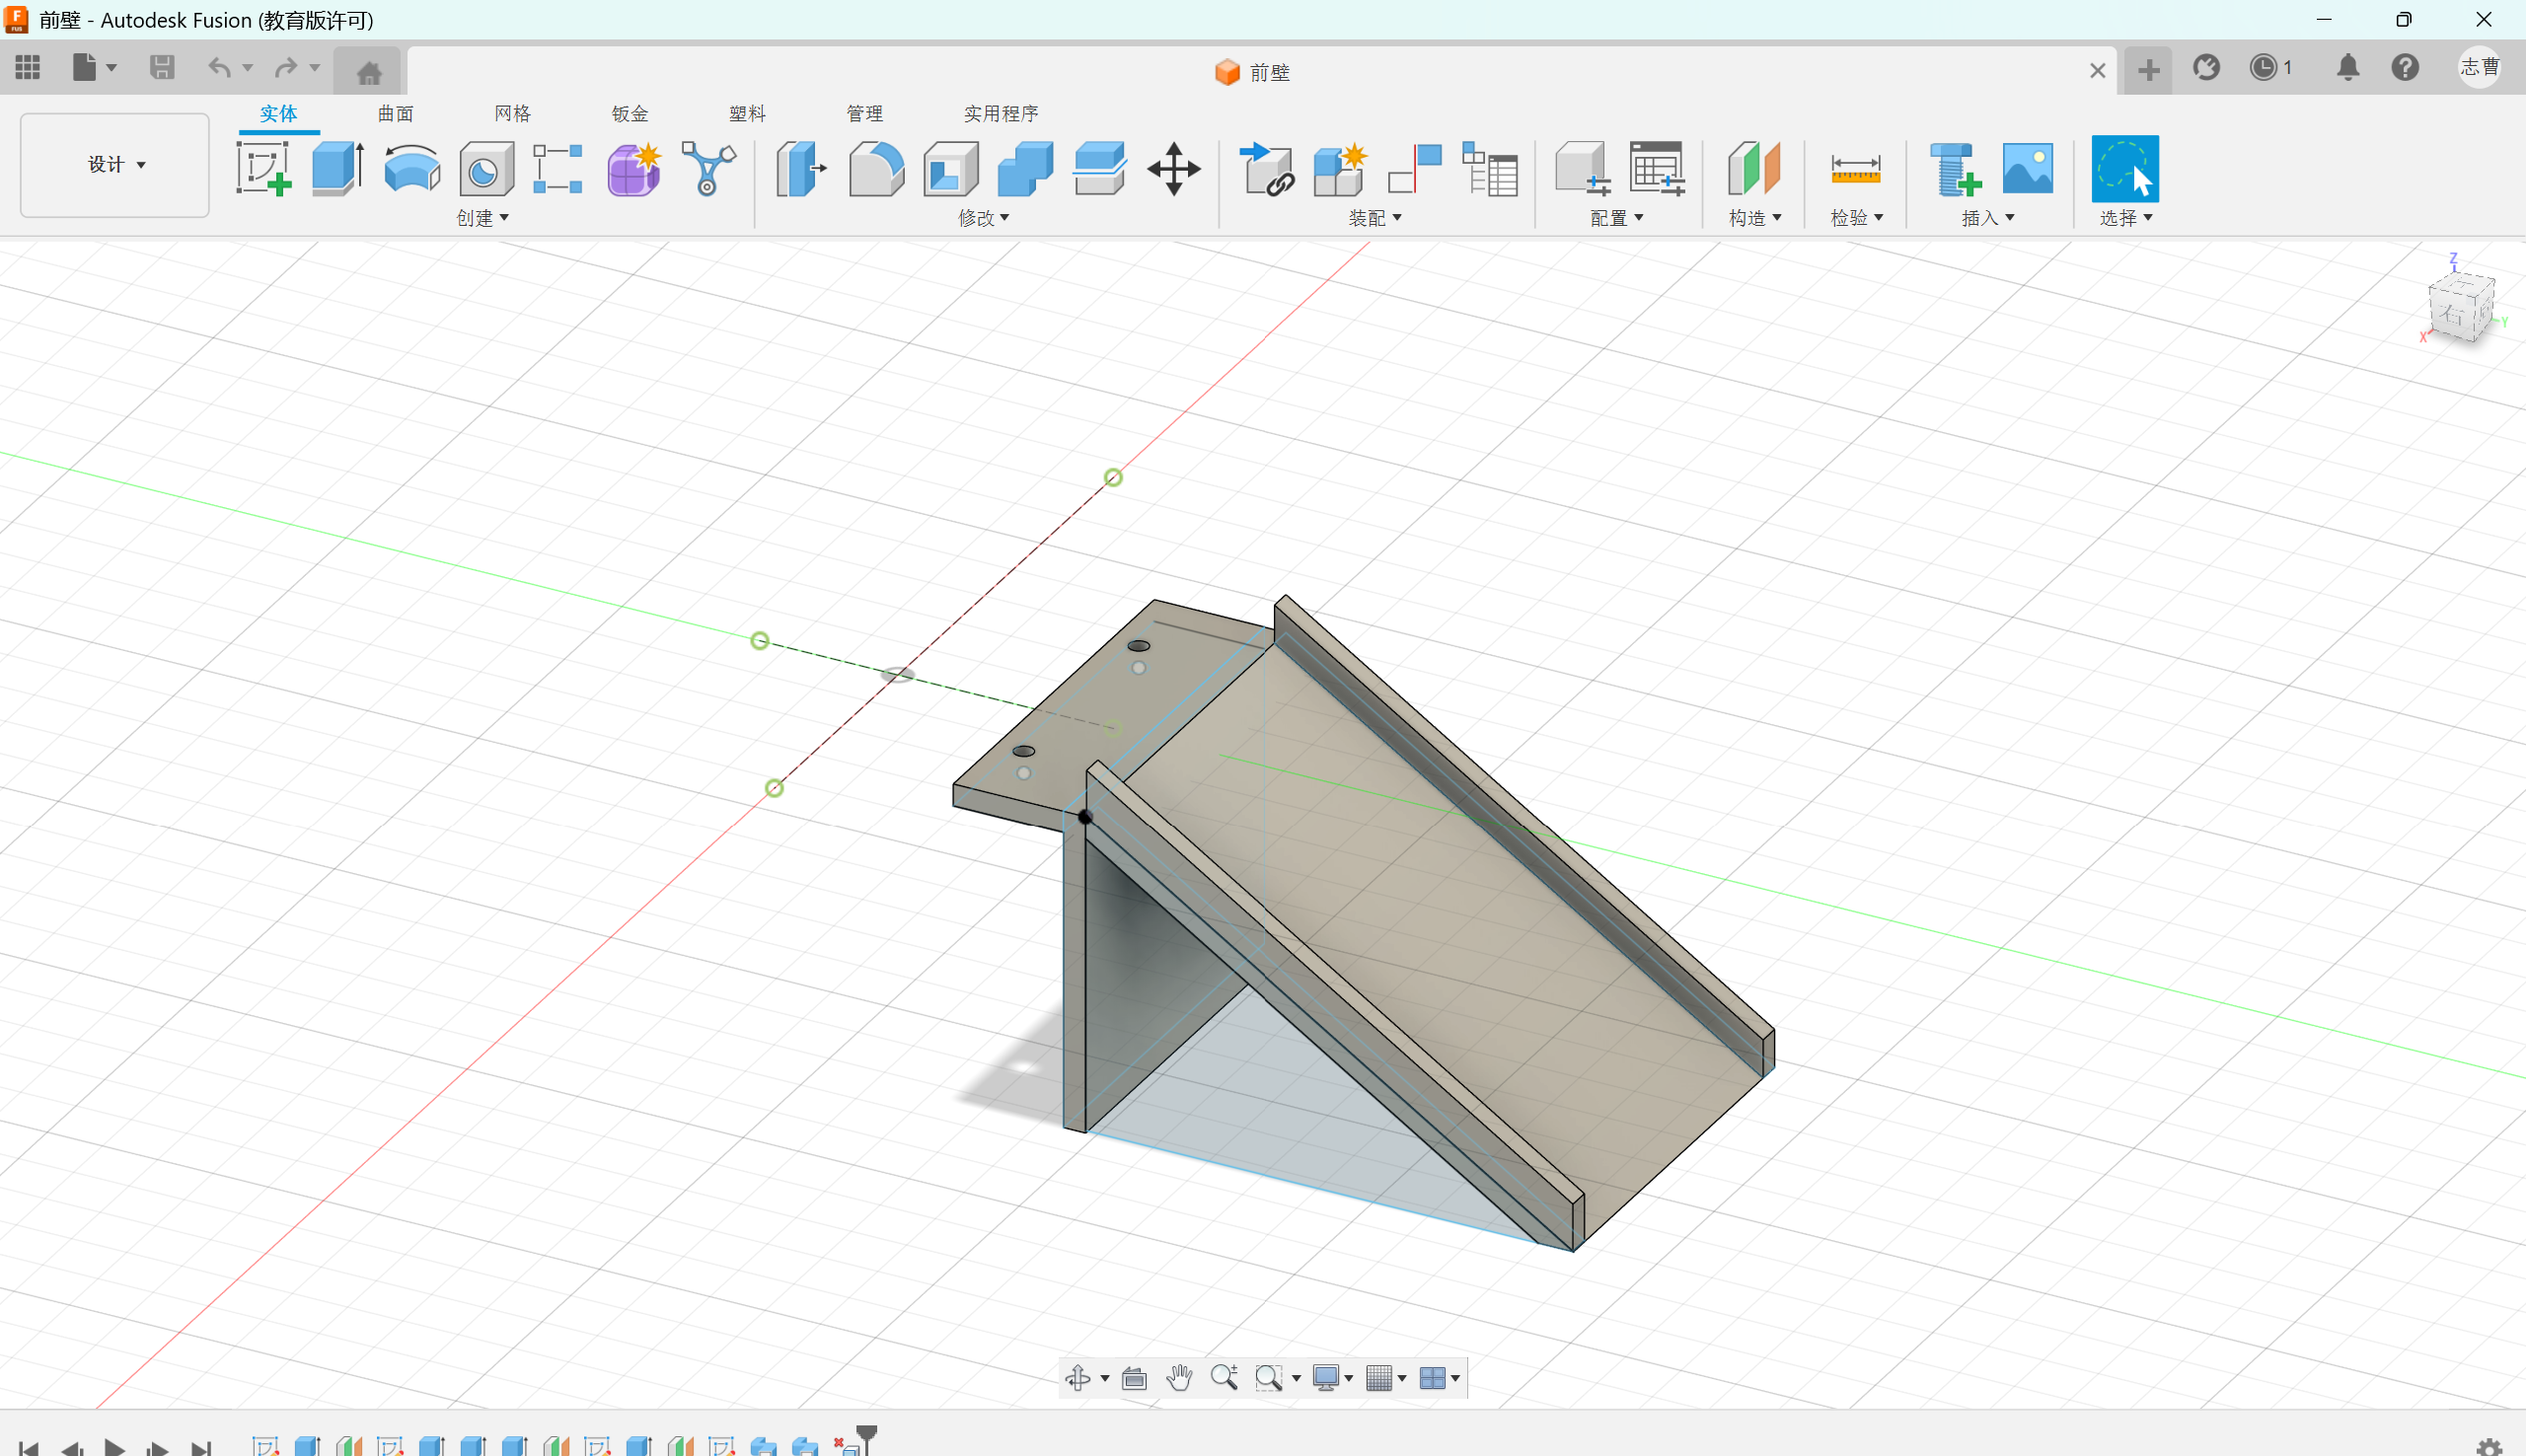 前壁 - Autodesk Fusion (教育版许可)
前壁
1
志曹
设计
实体
曲面
网格
钣金
塑料
管理
实用程序
创建
修改
装配
配置
构造
检验
插入
选择
Z
右
X
Y